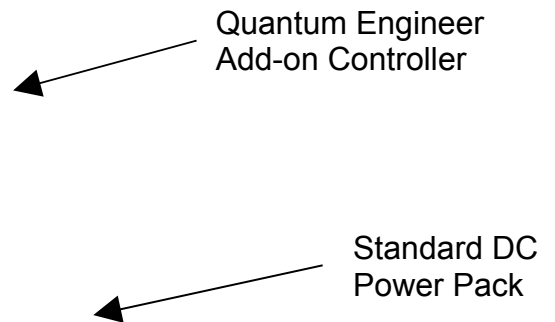 Quantum Engineer
Add-on Controller
Standard DC
Power Pack